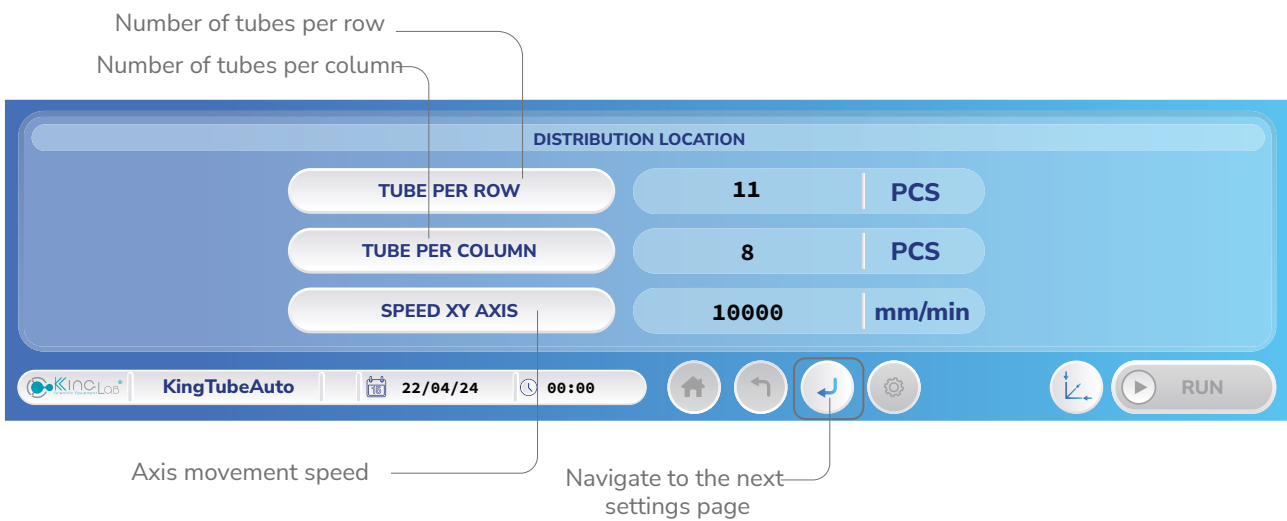 Number of tubes per row
Number of tubes per column
DISTRIBUTION LOCATION
TUBE PER ROW
11
PCS
TUBE PER COLUMN
8
PCS
SPEED XY AXIS
10000
mm/min
KincLab
KingTubeAuto
22/04/24
00:00
RUN
Axis movement speed
Navigate to the next
settings page